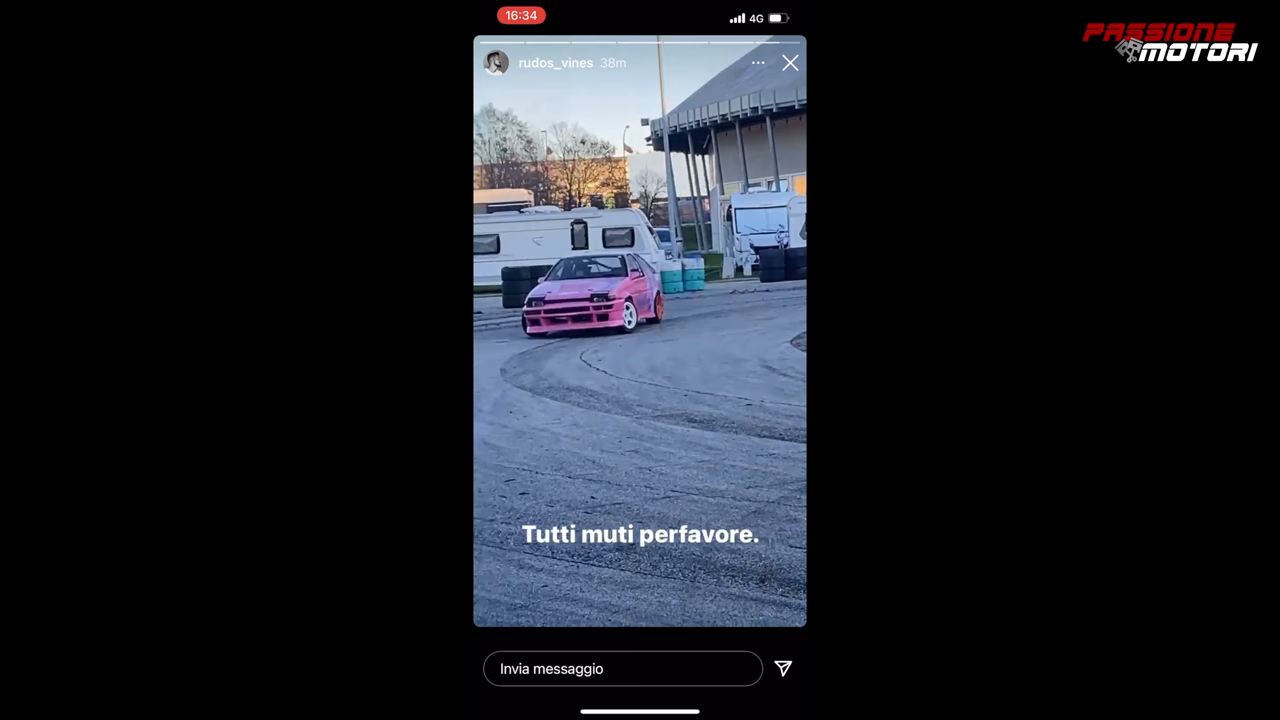 16:34
4G
PASSIONE
MOTORI
rudos_vines 38m
Tutti muti perfavore.
Invia messaggio